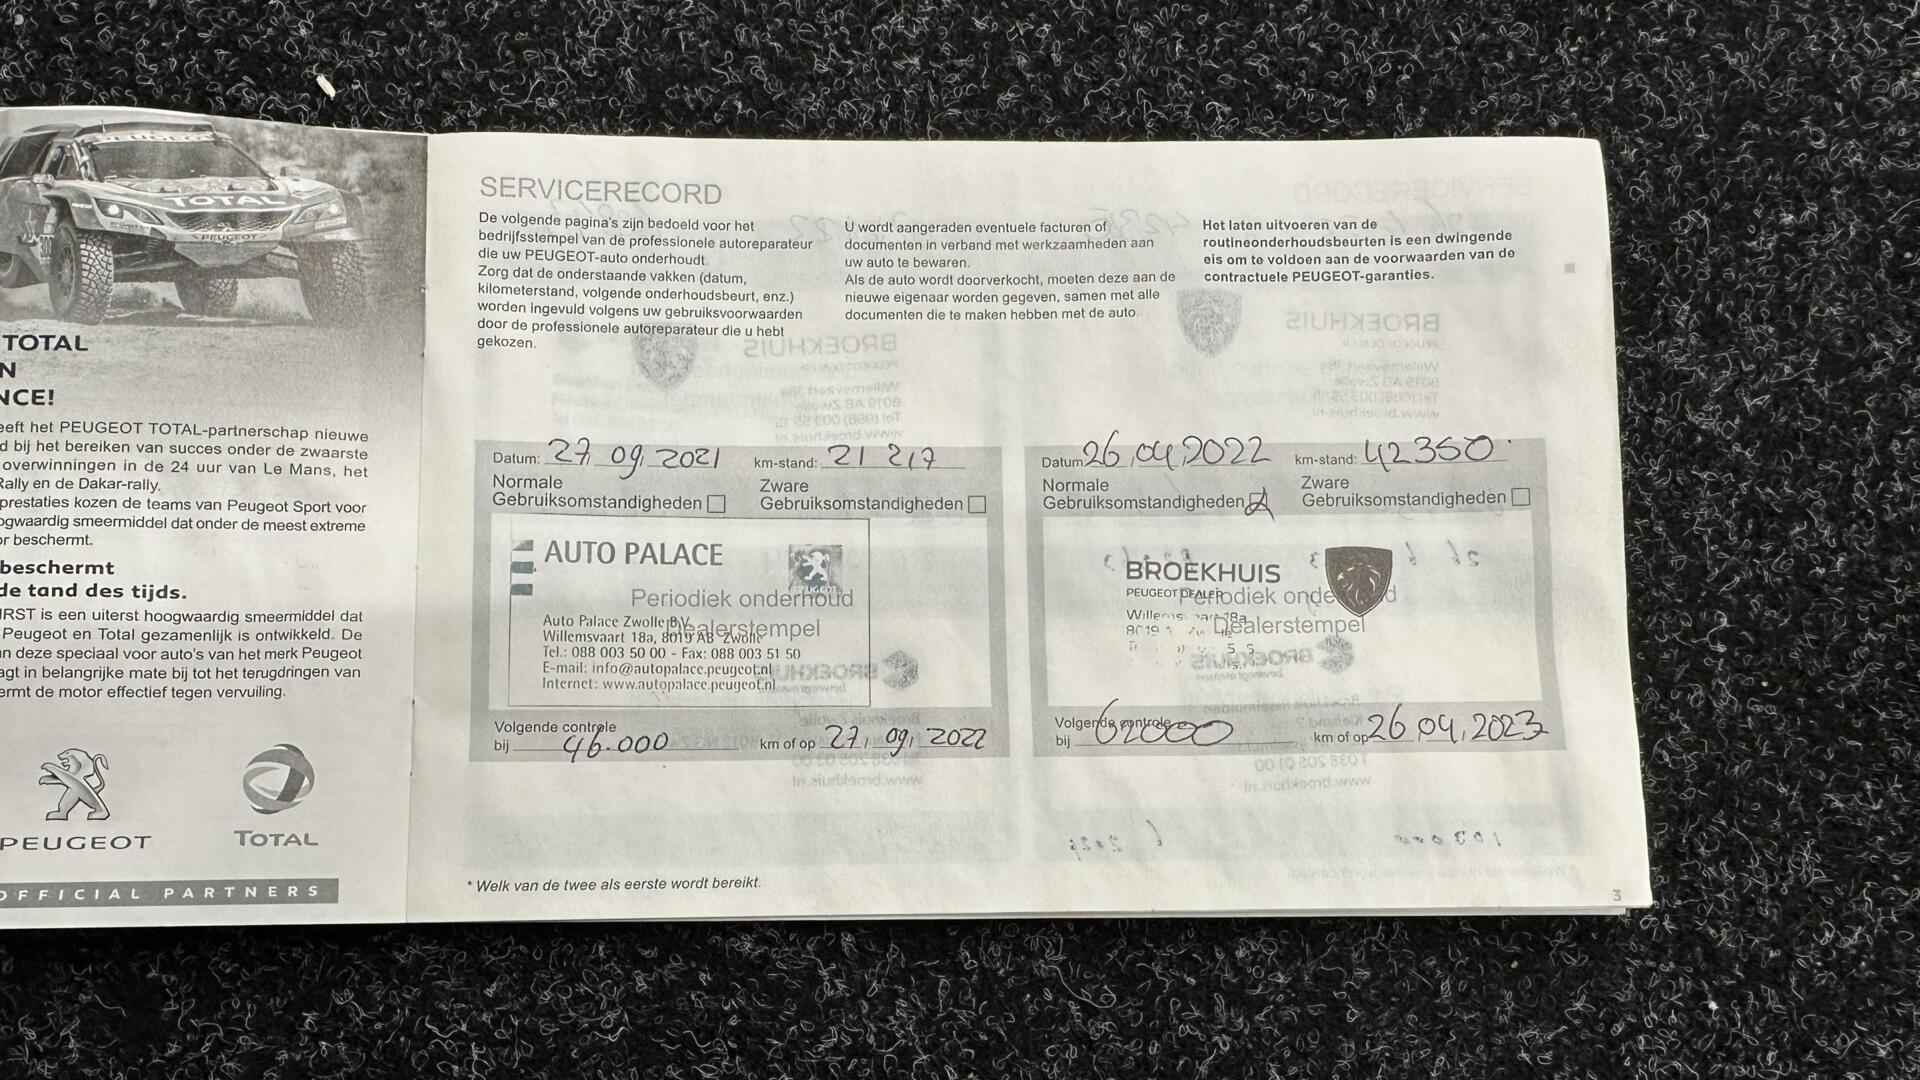 PEUGEOT
TOTAL
PEUGEOT
TOTAL
N
NCE!
eeft het PEUGEOT TOTAL-partnerschap nieuwe
d bij het bereiken van succes onder de zwaarste
overwinningen in de 24 uur van Le Mans, het
Rally en de Dakar-rally.
prestaties kozen de teams van Peugeot Sport voor
ogwaardig smeermiddel dat onder de meest extreme
or beschermt.
beschermt
de tand des tijds.
IRST is een uiterst hoogwaardig smeermiddel dat
Peugeot en Total gezamenlijk is ontwikkeld. De
n deze speciaal voor auto's van het merk Peugeot
agt in belangrijke mate bij tot het terugdringen van
ermt de motor effectief tegen vervuiling.
PEUGEOT
TOTAL
OFFICIAL PARTNERS
SERVICERECORD
De volgende pagina's zijn bedoeld voor het
bedrijfsstempel van de professionele autoreparateur
die uw PEUGEOT-auto onderhoudt.
Zorg dat de onderstaande vakken (datum,
kilometerstand, volgende onderhoudsbeurt, enz.)
worden ingevuld volgens uw gebruiksvoorwaarden
door de professionele autoreparateur die u hebt
gekozen.
U wordt aangeraden eventuele facturen of
documenten in verband met werkzaamheden aan
uw auto te bewaren.
Als de auto wordt doorverkocht, moeten deze aan de
nieuwe eigenaar worden gegeven, samen met alle
documenten die te maken hebben met de auto.
Het laten uitvoeren van de
routineonderhoudsbeurten is een dwingende
eis om te voldoen aan de voorwaarden van de
contractuele PEUGEOT-garanties.
Datum: 27 09, 2021 km-stand: 21 217
Normale
Gebruiksomstandigheden
Zware
Gebruiksomstandigheden
AUTO PALACE
Periodiek onderhoud
Dealerstempel
Auto Palace Zwolle B.V.
Willemsvaart 18a, 8019 AB Zwolle
Tel.: 088 003 50 00 - Fax: 088 003 51 50
E-mail: info@autopalace.peugeot.nl
Internet: www.autopalace.peugeot.nl
Volgende controle
bij 46.000 km of op 27, 09, 2022
Datum 26,04,2022 km-stand: 42350
Normale
Gebruiksomstandigheden
Zware
Gebruiksomstandigheden
BROEKHUIS
PEUGEOT DEALER
Periodiek onde d
Willemsvaart 18a
Dealerstempel
Volgende controle
bij 62000 km of op 26,04,2023
* Welk van de twee als eerste wordt bereikt.
3